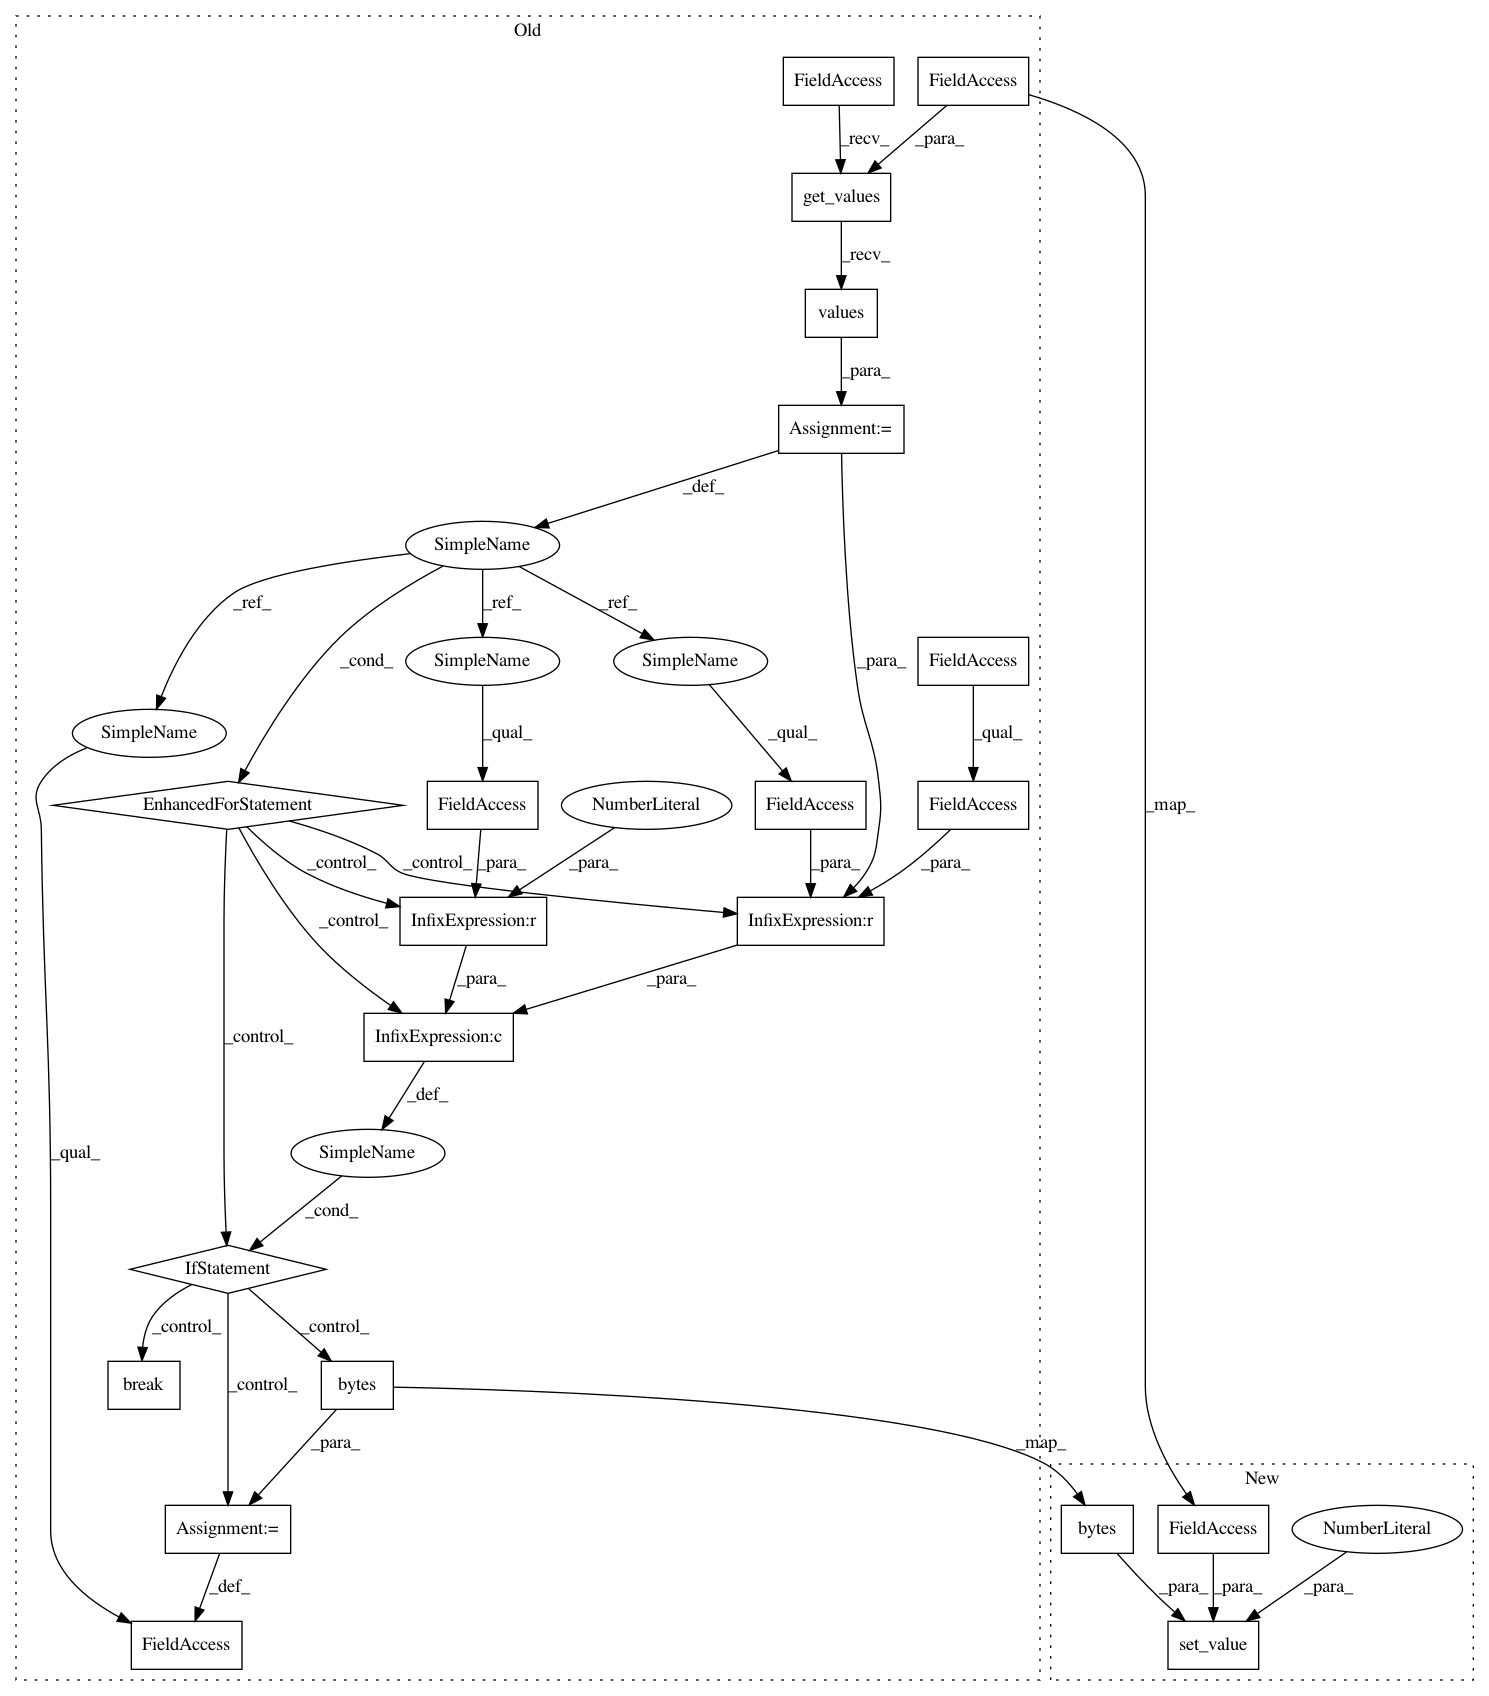 Old
FieldAccess
FieldAccess
_recv_
_para_
get_values
_recv_
values
_para_
Assignment:=
_def_
SimpleName
_ref_
_ref_
_ref_
_cond_
_para_
SimpleName
SimpleName
FieldAccess
SimpleName
_qual_
_qual_
_qual_
EnhancedForStatement
FieldAccess
NumberLiteral
FieldAccess
FieldAccess
_map_
_control_
_control_
_para_
_para_
_para_
_para_
_control_
InfixExpression:r
InfixExpression:r
_para_
_para_
_control_
InfixExpression:c
_def_
_qual_
SimpleName
_cond_
IfStatement
_control_
_control_
_control_
break
bytes
_para_
_map_
New
Assignment:=
bytes
FieldAccess
NumberLiteral
_def_
_para_
_para_
_para_
FieldAccess
set_value